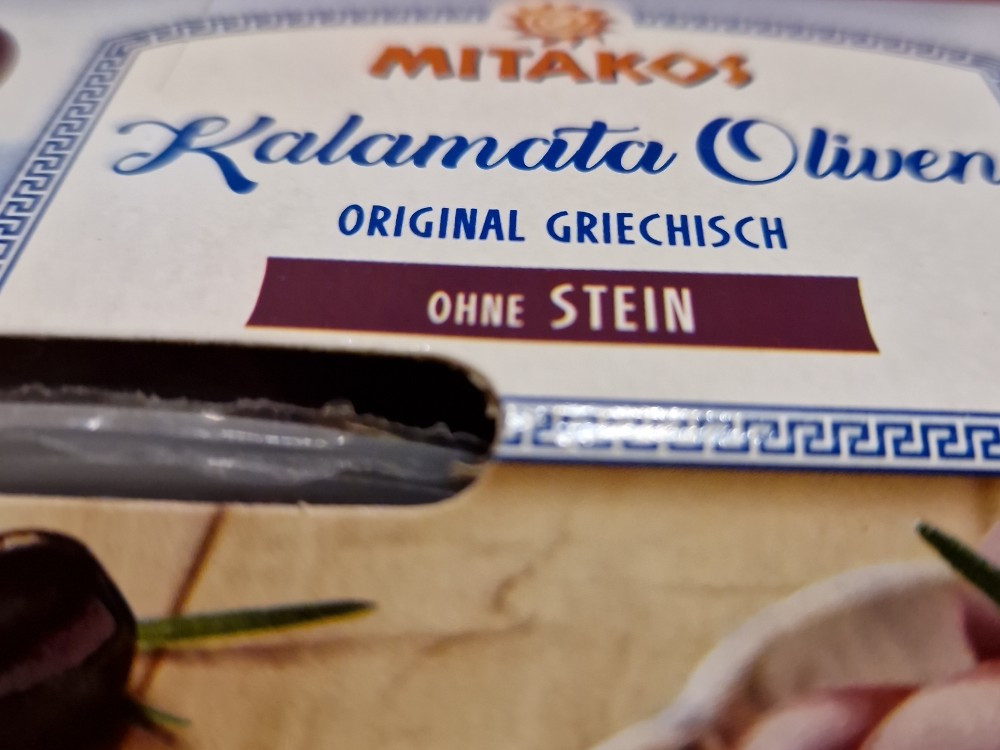 MITAKOS
Kalamata Oliven
ORIGINAL GRIECHISCH
OHNE STEIN